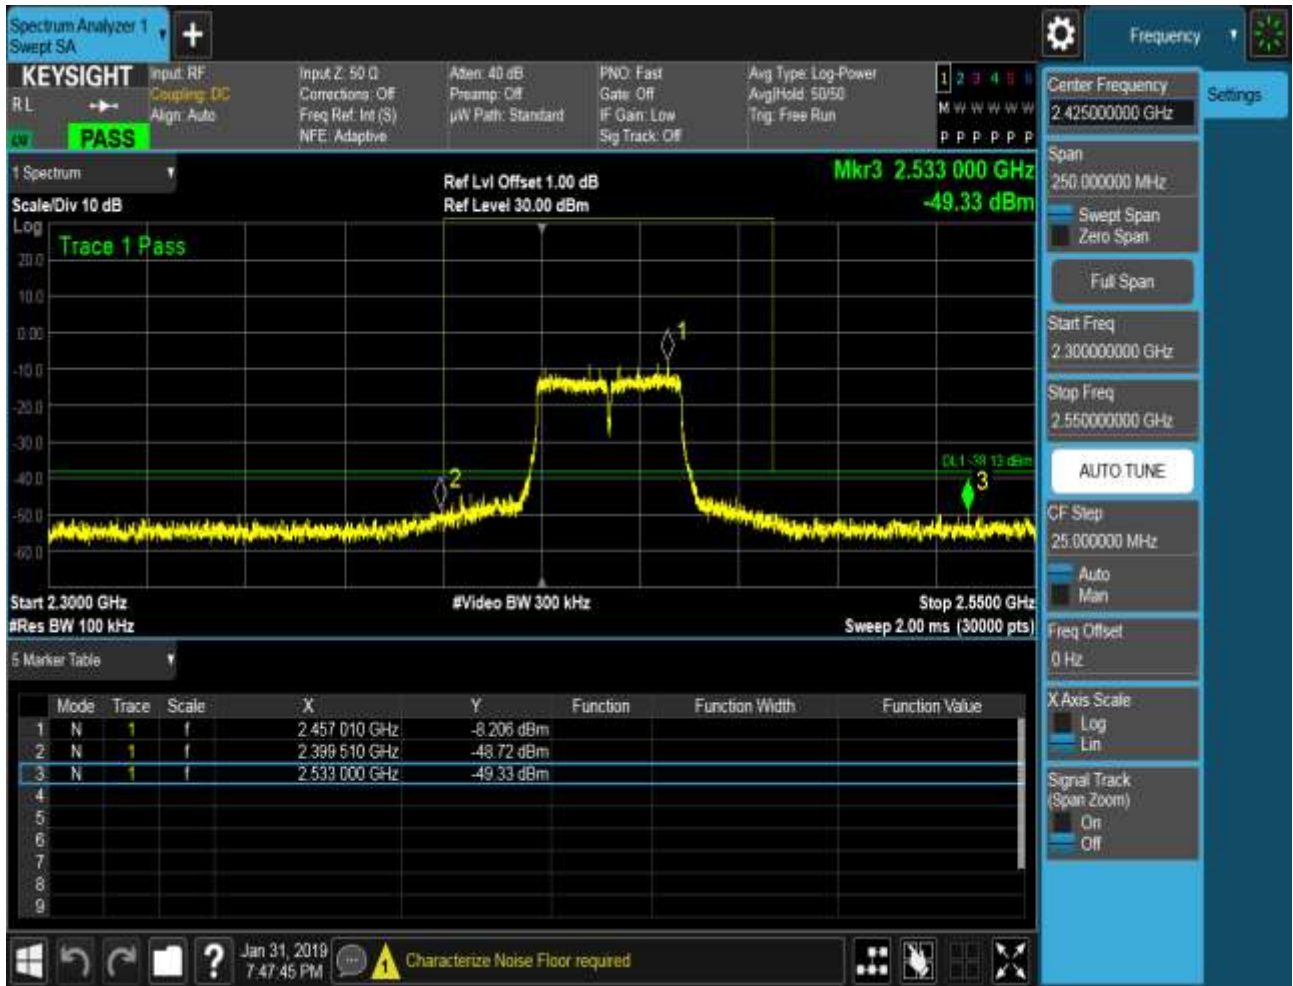 Spectrum Analyzer 1
Swept SA
Frequency
KEYSIGHT
R L
PASS
Input: RF
Coupling: DC
Align: Auto
Input Z: 50 Ω
Corrections: Off
Freq Ref: Int (S)
NFE: Adaptive
Atten: 40 dB
Preamp: Off
µW Path: Standard
PNO: Fast
Gate: Off
IF Gain: Low
Sig Track: Off
Avg Type: Log-Power
Avg|Hold: 50/50
Trig: Free Run
1 2 3 4 5 6
M W W W W W
P P P P P P
Center Frequency
2.425000000 GHz
Settings
Span
250.000000 MHz
Swept Span
Zero Span
Full Span
Start Freq
2.300000000 GHz
Stop Freq
2.550000000 GHz
AUTO TUNE
CF Step
25.000000 MHz
Auto
Man
Freq Offset
0 Hz
X Axis Scale
Log
Lin
Signal Track
(Span Zoom)
On
Off
1 Spectrum
Scale/Div 10 dB
Ref Lvl Offset 1.00 dB
Ref Level 30.00 dBm
Mkr3 2.533 000 GHz
-49.33 dBm
Log
Trace 1 Pass
20.0
10.0
0.00
-10.0
-20.0
-30.0
-40.0
-50.0
-60.0
1
2
3
DL1 -38.13 dBm
Start 2.3000 GHz
#Video BW 300 kHz
Stop 2.5500 GHz
#Res BW 100 kHz
Sweep 2.00 ms (30000 pts)
5 Marker Table
Mode Trace Scale X Y Function Function Width Function Value
1 N 1 f 2.457 010 GHz -8.206 dBm
2 N 1 f 2.399 510 GHz -48.72 dBm
3 N 1 f 2.533 000 GHz -49.33 dBm
4
5
6
7
8
9
?
Jan 31, 2019
7:47:45 PM
1
Characterize Noise Floor required